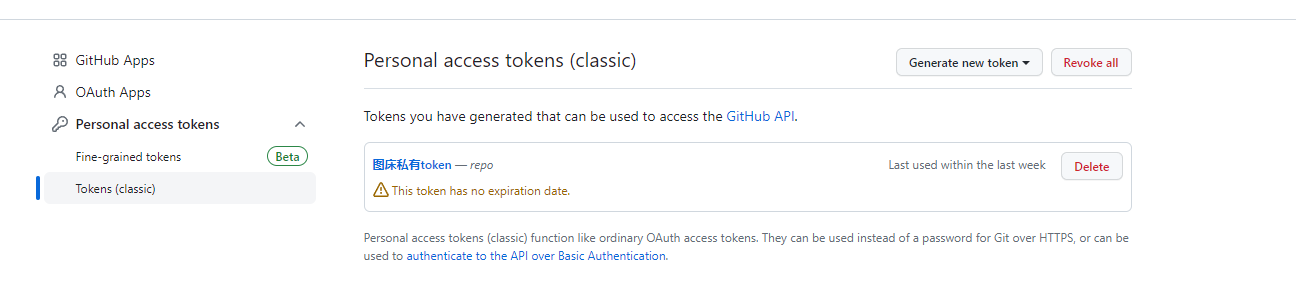 GitHub Apps
OAuth Apps
Personal access tokens
Fine-grained tokens Beta
Tokens (classic)
Personal access tokens (classic) Generate new token Revoke all
Tokens you have generated that can be used to access the GitHub API.
图床私有token — repo Last used within the last week Delete
This token has no expiration date.
Personal access tokens (classic) function like ordinary OAuth access tokens. They can be used instead of a password for Git over HTTPS, or can be
used to authenticate to the API over Basic Authentication.